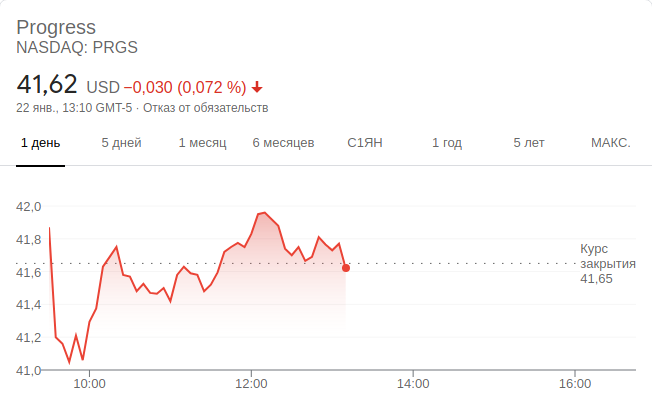 Progress
NASDAQ: PRGS
41,62 USD −0,030 (0,072 %)
22 янв., 13:10 GMT-5 · Отказ от обязательств
1 день 5 дней 1 месяц 6 месяцев С1ЯН 1 год 5 лет МАКС.
42,0
41,8
41,6
41,4
41,2
41,0
Курс
закрытия
41,65
10:00 12:00 14:00 16:00